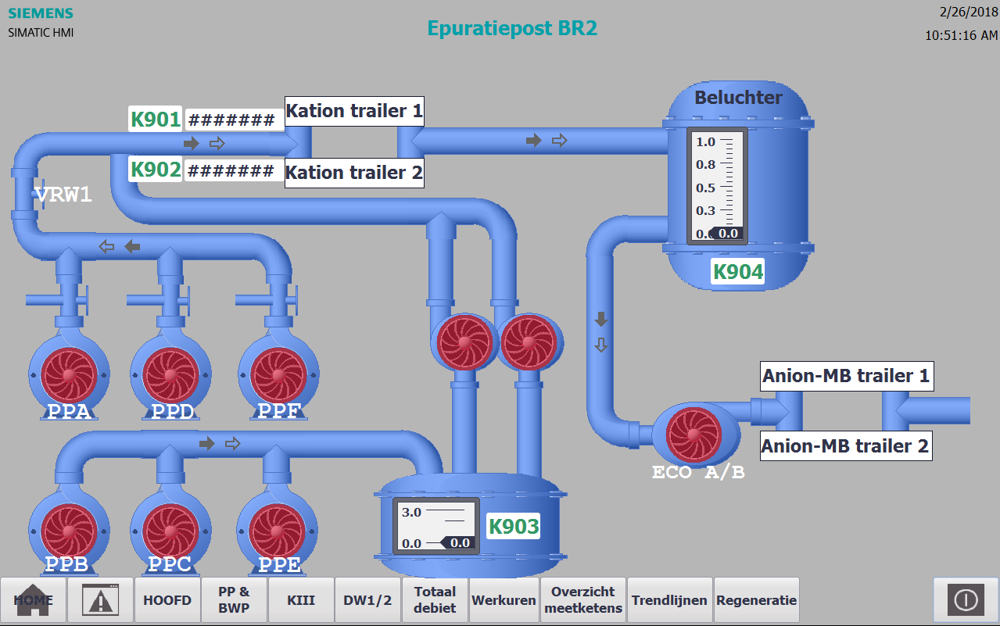 SIEMENS
SIMATIC HMI
Epuratiepost BR2
2/26/2018
10:51:16 AM
K901 #######
Kation trailer 1
K902 #######
Kation trailer 2
VRW1
Beluchter
1.0
0.8
0.5
0.3
0.0
K904
PPA
PPD
PPE
Anion-MB trailer 1
Anion-MB trailer 2
ECO A/B
3.0
0.0
0.0
K903
PPB
PPC
PPE
HOME
HOOFD
PP &
BWP
KIII
DW1/2
Totaal
debiet
Werkuren
Overzicht
meetketens
Trendlijnen
Regeneratie